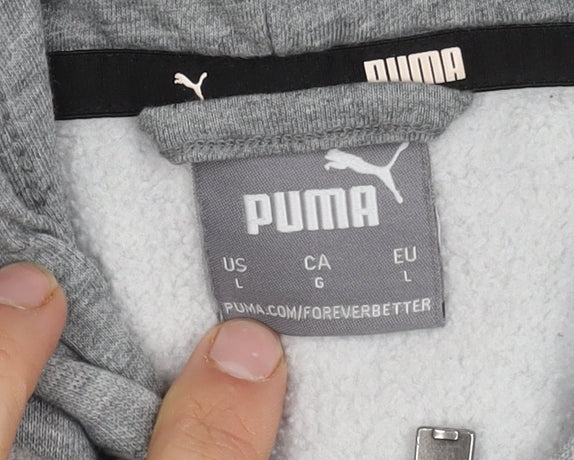 PUMA
PUMA
US CA EU
L G L
PUMA.COM/FOREVERBETTER